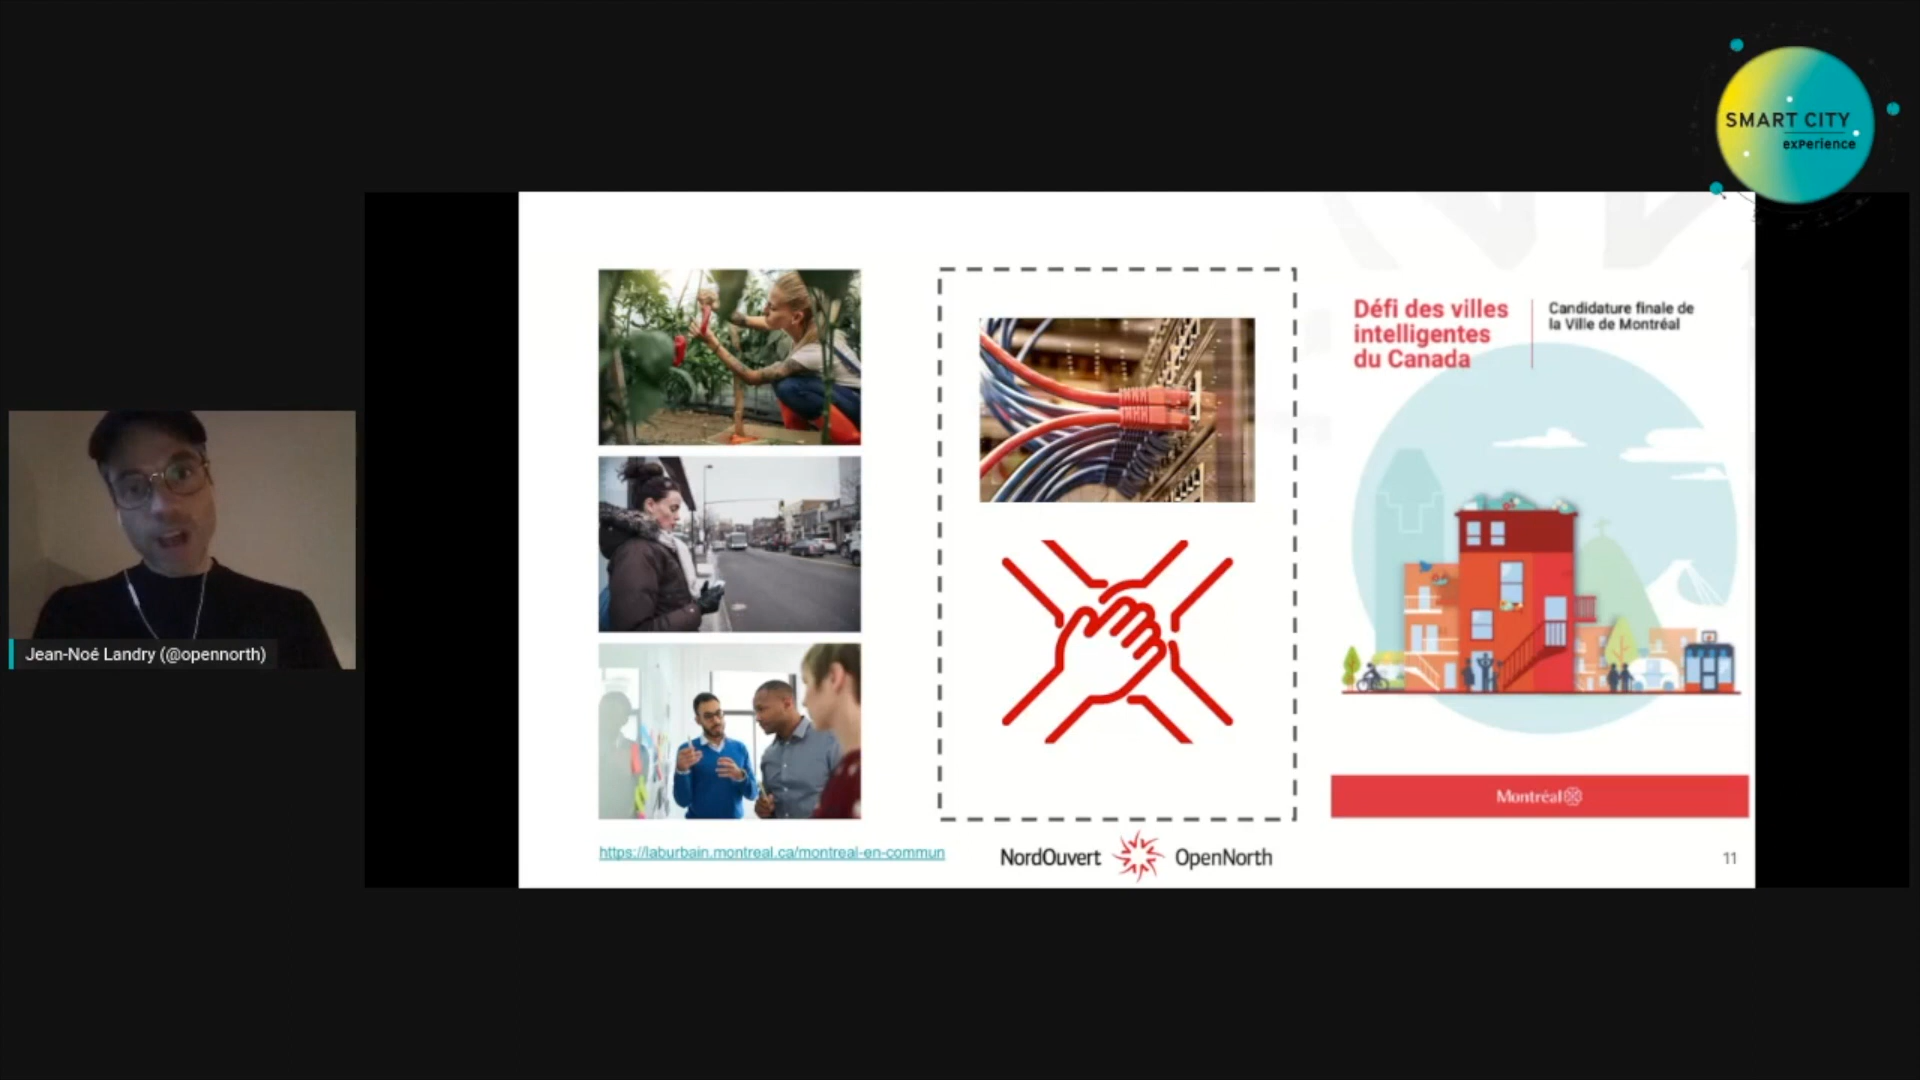 SMART CITY
exPerience
Défi des villes
intelligentes
du Canada
Candidature finale de
la Ville de Montréal
Jean-Noé Landry (@opennorth)
Montréal
https://laburbain.montreal.ca/montreal-en-commun
NordOuvert OpenNorth
11